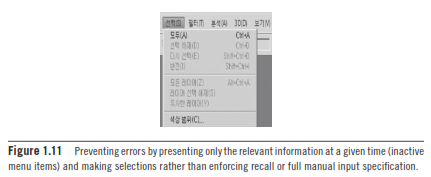 선택(S) 필터(T) 분석(A) 3D(D) 보기(V)
모두(A) Ctrl+A
선택 해제(D) Ctrl+D
다시 선택(E) Shift+Ctrl+D
반전(I) Shift+Ctrl+I
모든 레이어(Z) Alt+Ctrl+A
레이어 선택 해제(S)
유사한 레이어(Y)
색상 범위(C)...
Figure 1.11 Preventing errors by presenting only the relevant information at a given time (inactive
menu items) and making selections rather than enforcing recall or full manual input specification.